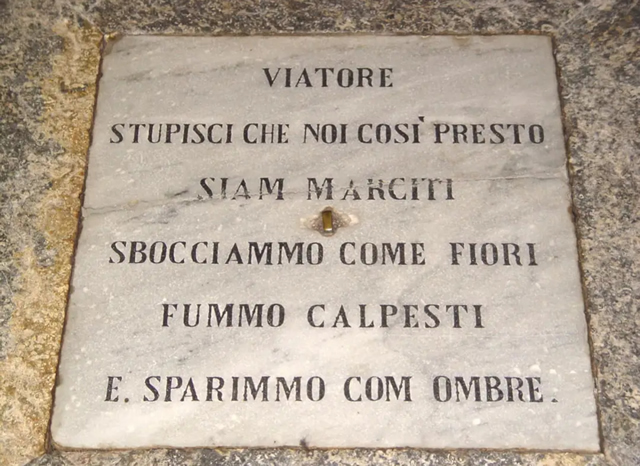 VIATORE
STUPISCI CHE NOI COSI' PRESTO
SIAM MARCITI
SBOCCIAMMO COME FIORI
FUMMO CALPESTI
E. SPARIMMO COM OMBRE.